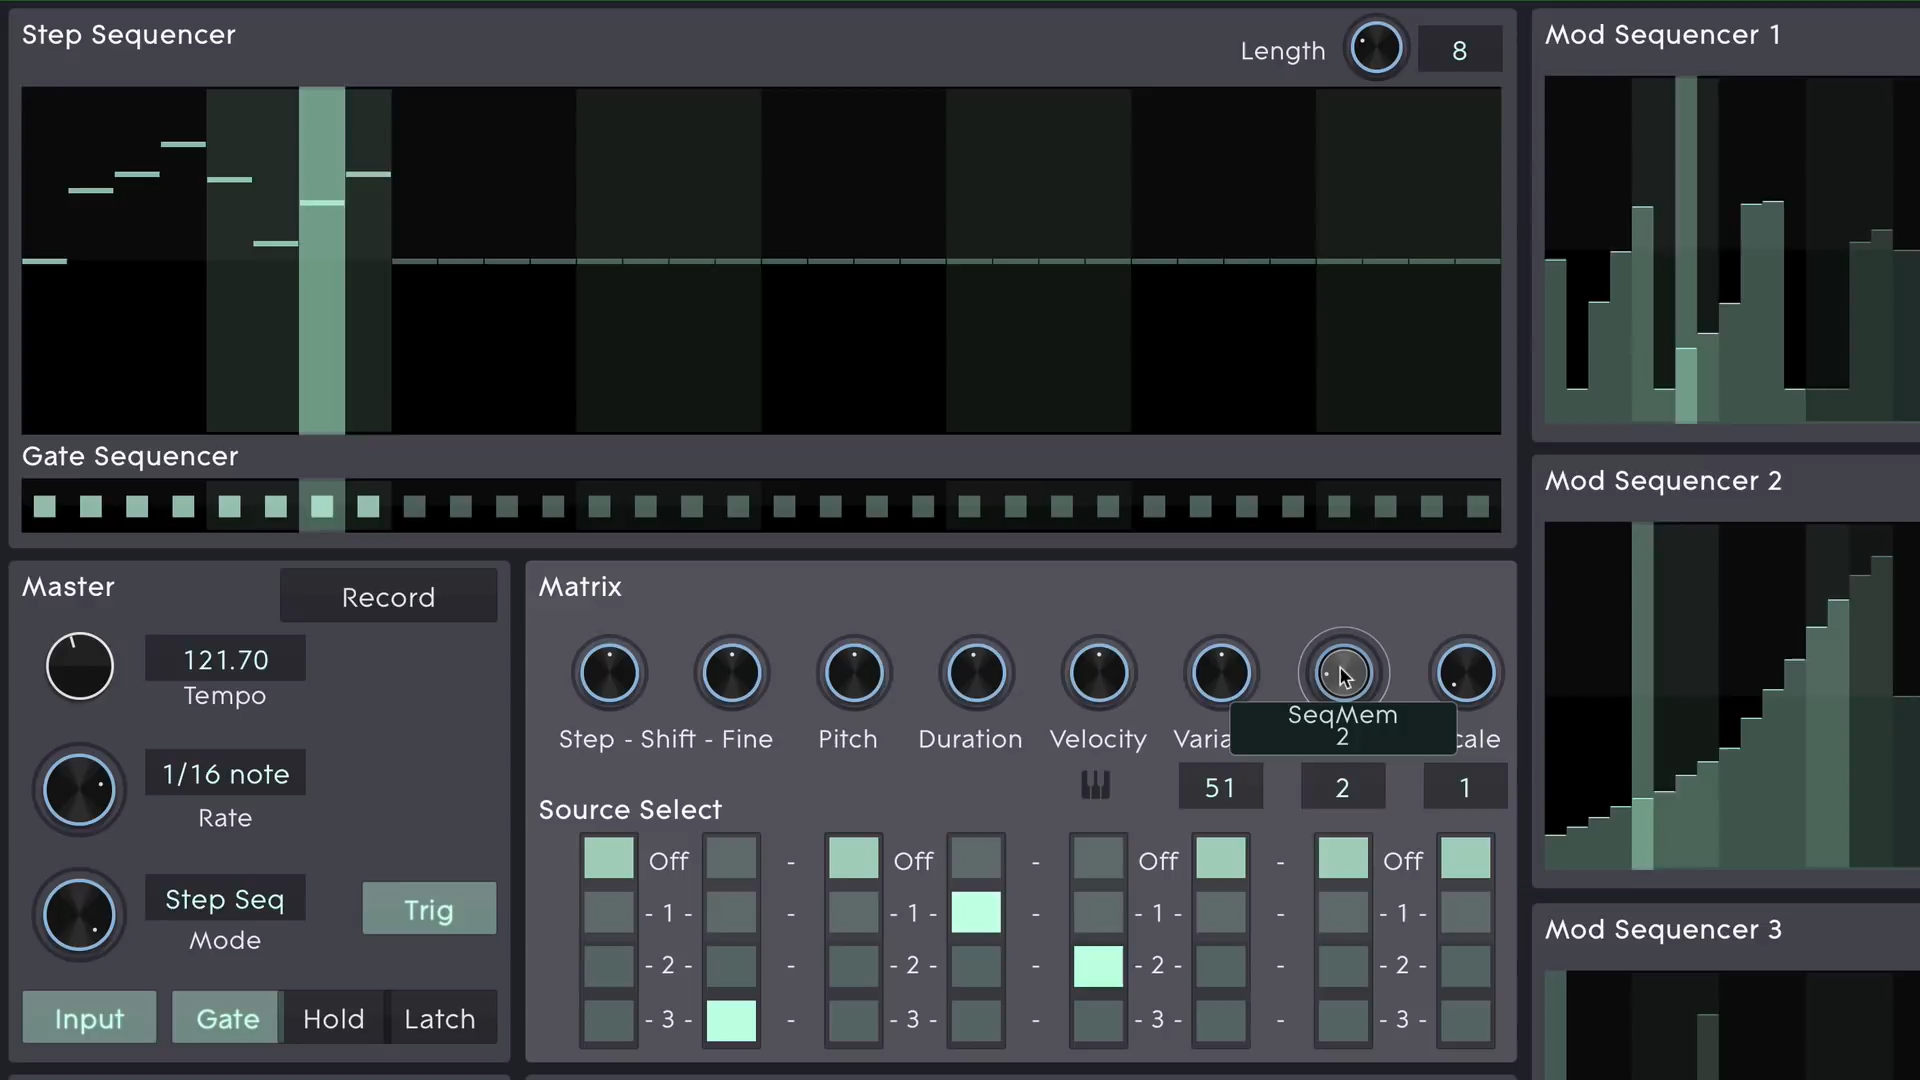 Step Sequencer
Length 8
Mod Sequencer 1
Gate Sequencer
Mod Sequencer 2
Master
Record
Matrix
121.70
Tempo
SeqMem
2
Step - Shift - Fine Pitch Duration Velocity Varia cale
1/16 note
Rate
51 2 1
Source Select
Off - Off - Off - Off
- 1 - - - 1 - - - 1 - - - 1 -
- 2 - - - 2 - - - 2 - - - 2 -
- 3 - - - 3 - - - 3 - - - 3 -
Step Seq
Mode
Trig
Input Gate Hold Latch
Mod Sequencer 3